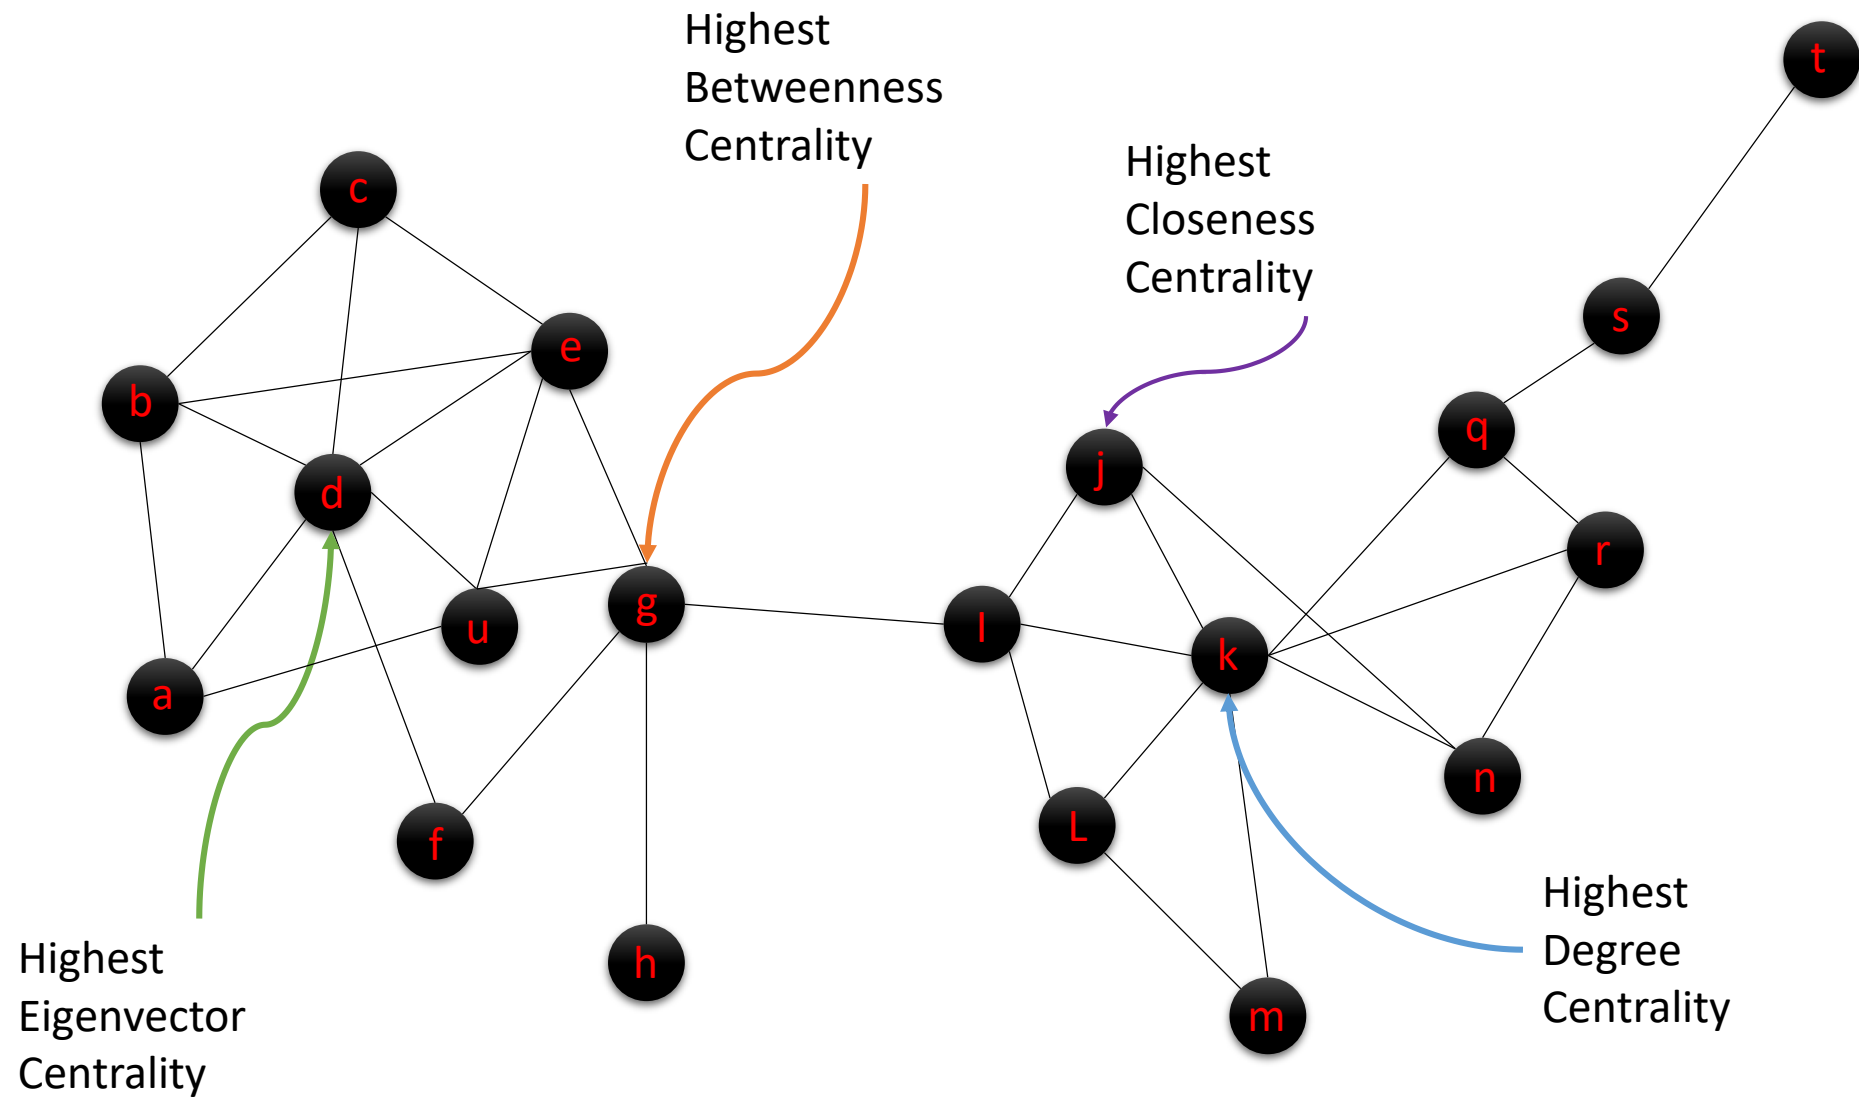 Highest
Betweenness
Centrality
t
Highest
Closeness
Centrality
c
s
e
b
q
j
d
r
g
u
I
k
a
n
L
f
Highest
Degree
Centrality
h
Highest
Eigenvector
Centrality
m